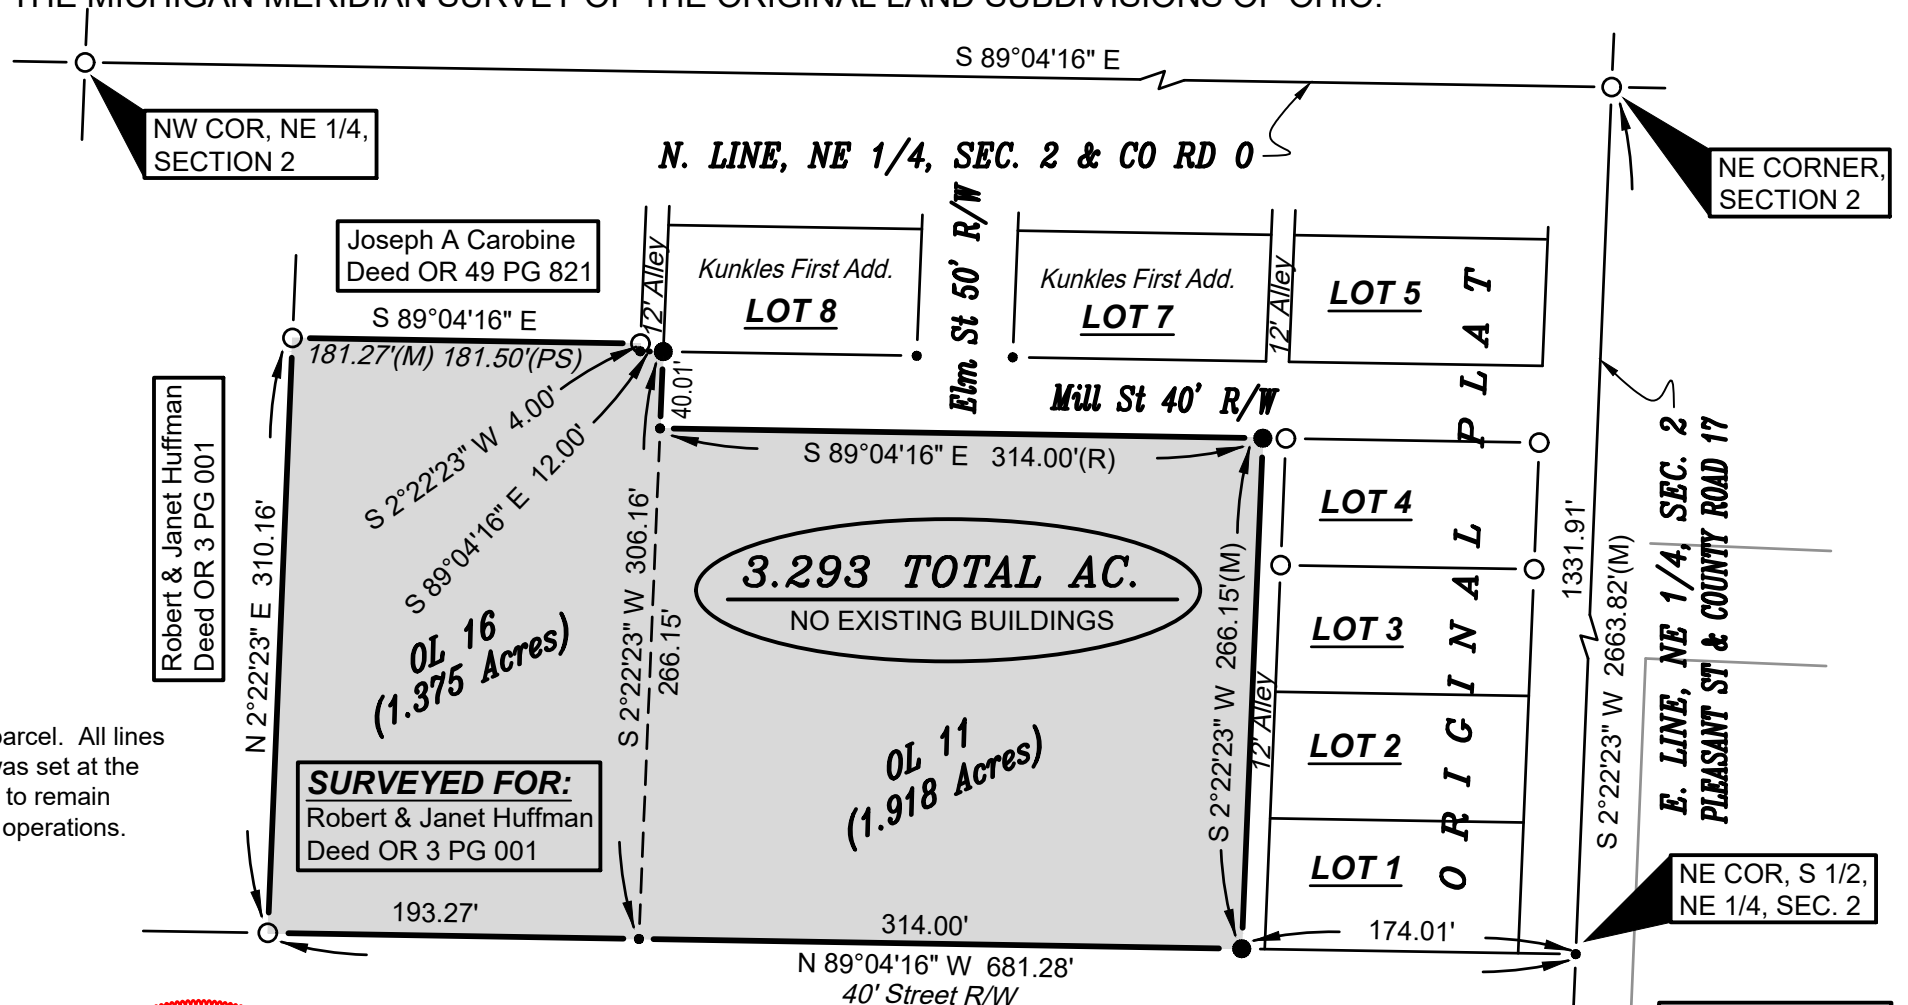 THE MICHIGAN MERIDIAN SURVEY OF THE ORIGINAL LAND SUBDIVISIONS OF OHIO.
S 89°04'16" E
NW COR, NE 1/4,
SECTION 2
N. LINE, NE 1/4, SEC. 2 & CO RD O
NE CORNER,
SECTION 2
Joseph A Carobine
Deed OR 49 PG 821
S 89°04'16" E
181.27'(M) 181.50'(PS)
12' Alley
Kunkles First Add.
LOT 8
Elm St 50' R/W
Kunkles First Add.
LOT 7
12' Alley
LOT 5
ORIGINAL PLAT
40.01'
Mill St 40' R/W
S 89°04'16" E 314.00'(R)
S 2°22'23" W 4.00'
S 89°04'16" E 12.00'
Robert & Janet Huffman
Deed OR 3 PG 001
N 2°22'23" E 310.16'
S 2°22'23" W 306.16'
266.15'
3.293 TOTAL AC.
NO EXISTING BUILDINGS
S 2°22'23" W 266.15'(M)
12' Alley
LOT 4
LOT 3
LOT 2
LOT 1
1331.91'
S 2°22'23" W 2663.82'(M)
E. LINE, NE 1/4, SEC. 2
PLEASANT ST & COUNTY ROAD 17
OL 16
(1.375 Acres)
OL 11
(1.918 Acres)
parcel. All lines
was set at the
to remain
operations.
SURVEYED FOR:
Robert & Janet Huffman
Deed OR 3 PG 001
NE COR, S 1/2,
NE 1/4, SEC. 2
193.27'
314.00'
174.01'
N 89°04'16" W 681.28'
40' Street R/W